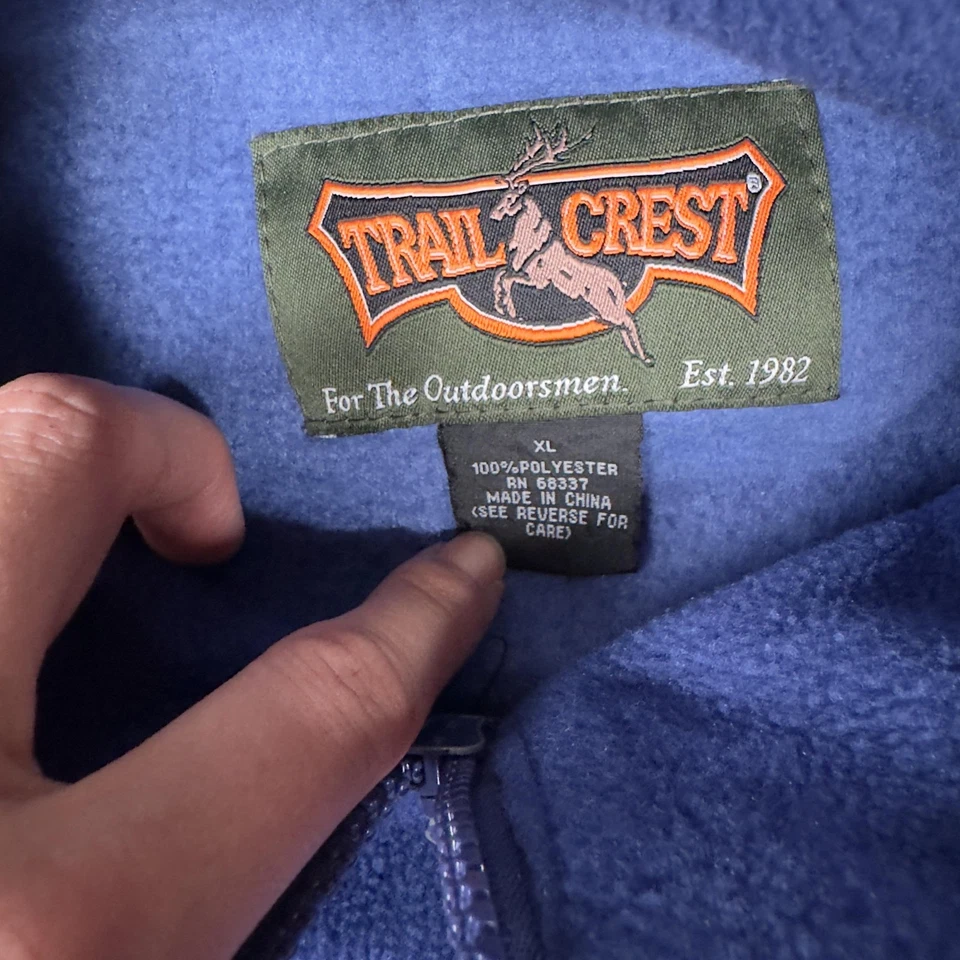 TRAIL CREST®
For The Outdoorsmen. Est. 1982
XL
100%POLYESTER
RN 68337
MADE IN CHINA
(SEE REVERSE FOR
CARE)